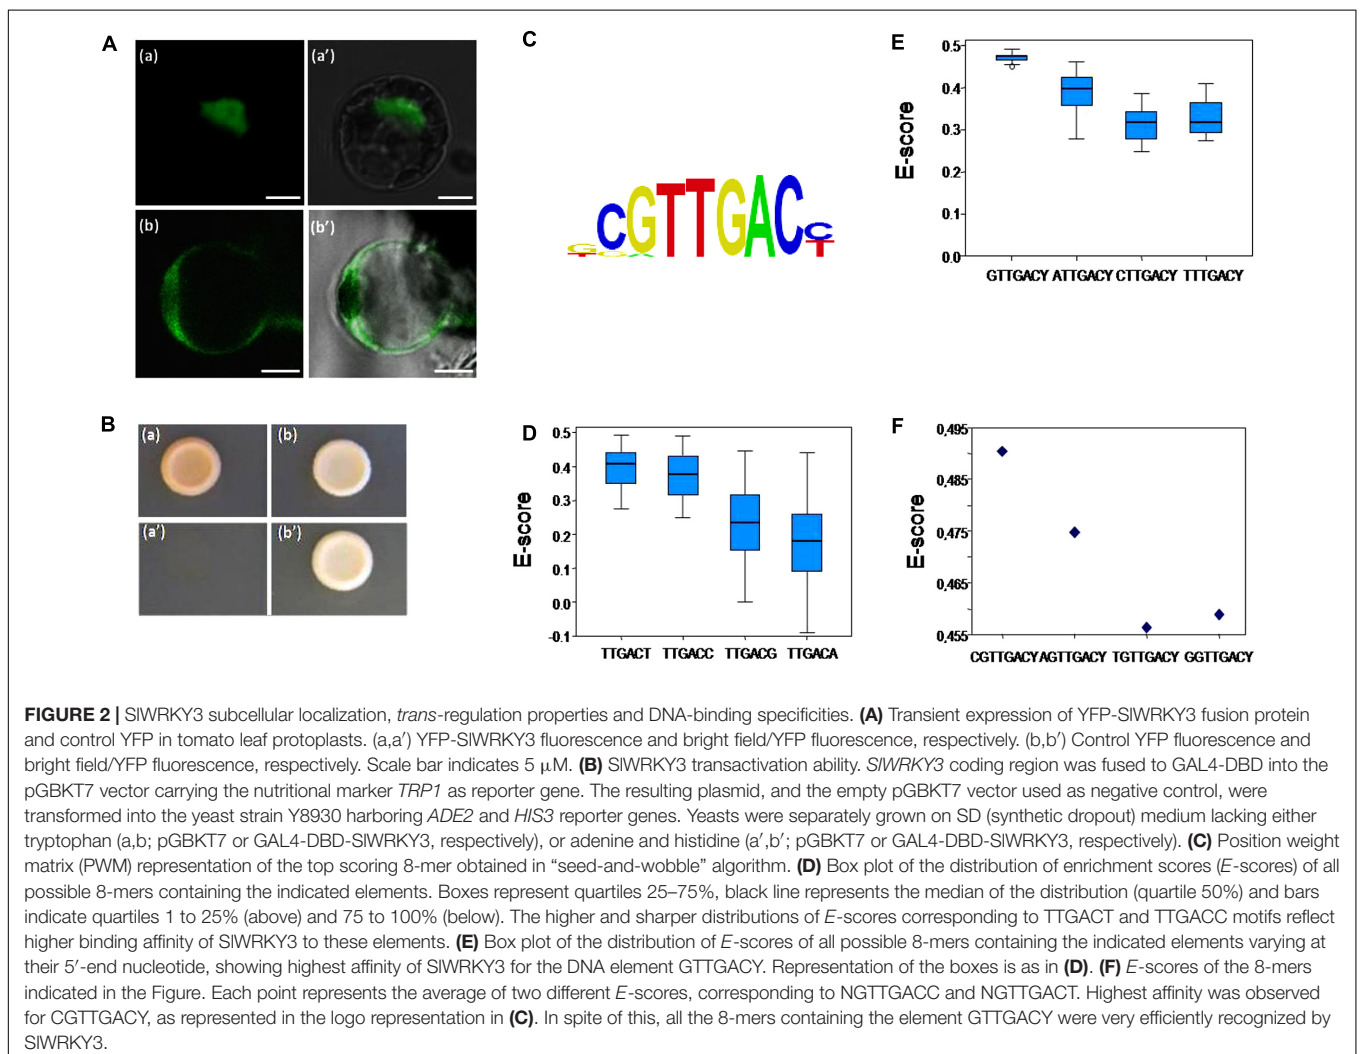 A
(a)
(a′)
(b)
(b′)
B
(a)
(b)
(a′)
(b′)
C
CGTTGAC
D
E-score
0.5
0.4
0.3
0.2
0.1
0.0
-0.1
TTGACT TTGACC TTGACG TTGACA
E
E-score
0.5
0.4
0.3
0.2
0.1
0.0
GTTGACY ATTGACY CTTGACY TTTGACY
F
E-score
0,495
0,485
0,475
0,465
0,455
CGTTGACY AGTTGACY TGTTGACY GGTTGACY
FIGURE 2 | SlWRKY3 subcellular localization, trans-regulation properties and DNA-binding specificities. (A) Transient expression of YFP-SlWRKY3 fusion protein
and control YFP in tomato leaf protoplasts. (a,a′) YFP-SlWRKY3 fluorescence and bright field/YFP fluorescence, respectively. (b,b′) Control YFP fluorescence and
bright field/YFP fluorescence, respectively. Scale bar indicates 5 μM. (B) SlWRKY3 transactivation ability. SlWRKY3 coding region was fused to GAL4-DBD into the
pGBKT7 vector carrying the nutritional marker TRP1 as reporter gene. The resulting plasmid, and the empty pGBKT7 vector used as negative control, were
transformed into the yeast strain Y8930 harboring ADE2 and HIS3 reporter genes. Yeasts were separately grown on SD (synthetic dropout) medium lacking either
tryptophan (a,b; pGBKT7 or GAL4-DBD-SlWRKY3, respectively), or adenine and histidine (a′,b′; pGBKT7 or GAL4-DBD-SlWRKY3, respectively). (C) Position weight
matrix (PWM) representation of the top scoring 8-mer obtained in “seed-and-wobble” algorithm. (D) Box plot of the distribution of enrichment scores (E-scores) of all
possible 8-mers containing the indicated elements. Boxes represent quartiles 25–75%, black line represents the median of the distribution (quartile 50%) and bars
indicate quartiles 1 to 25% (above) and 75 to 100% (below). The higher and sharper distributions of E-scores corresponding to TTGACT and TTGACC motifs reflect
higher binding affinity of SlWRKY3 to these elements. (E) Box plot of the distribution of E-scores of all possible 8-mers containing the indicated elements varying at
their 5′-end nucleotide, showing highest affinity of SlWRKY3 for the DNA element GTTGACY. Representation of the boxes is as in (D). (F) E-scores of the 8-mers
indicated in the Figure. Each point represents the average of two different E-scores, corresponding to NGTTGACC and NGTTGACT. Highest affinity was observed
for CGTTGACY, as represented in the logo representation in (C). In spite of this, all the 8-mers containing the element GTTGACY were very efficiently recognized by
SlWRKY3.